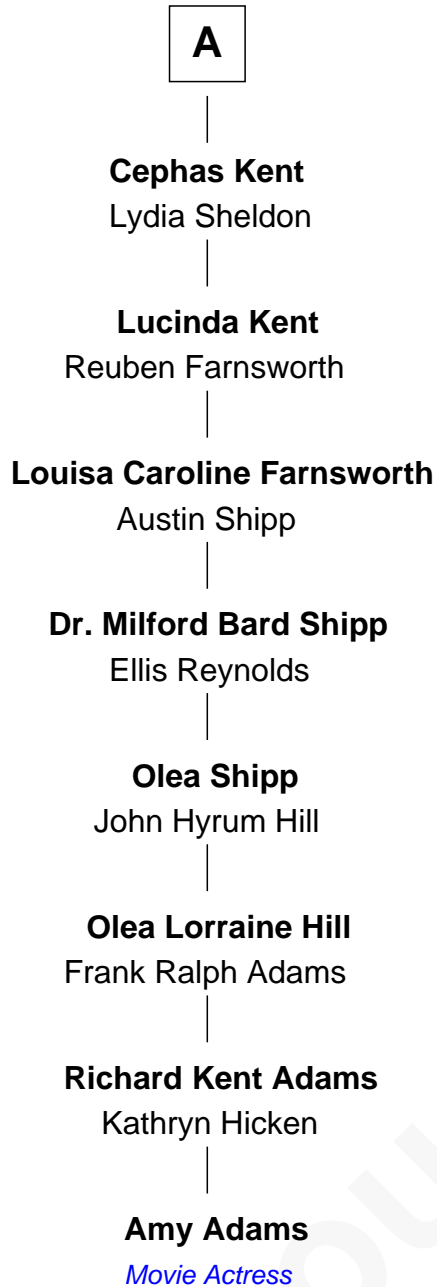 A
Cephas Kent
Lydia Sheldon
Lucinda Kent
Reuben Farnsworth
Louisa Caroline Farnsworth
Austin Shipp
Dr. Milford Bard Shipp
Ellis Reynolds
Olea Shipp
John Hyrum Hill
Olea Lorraine Hill
Frank Ralph Adams
Richard Kent Adams
Kathryn Hicken
Amy Adams
Movie Actress